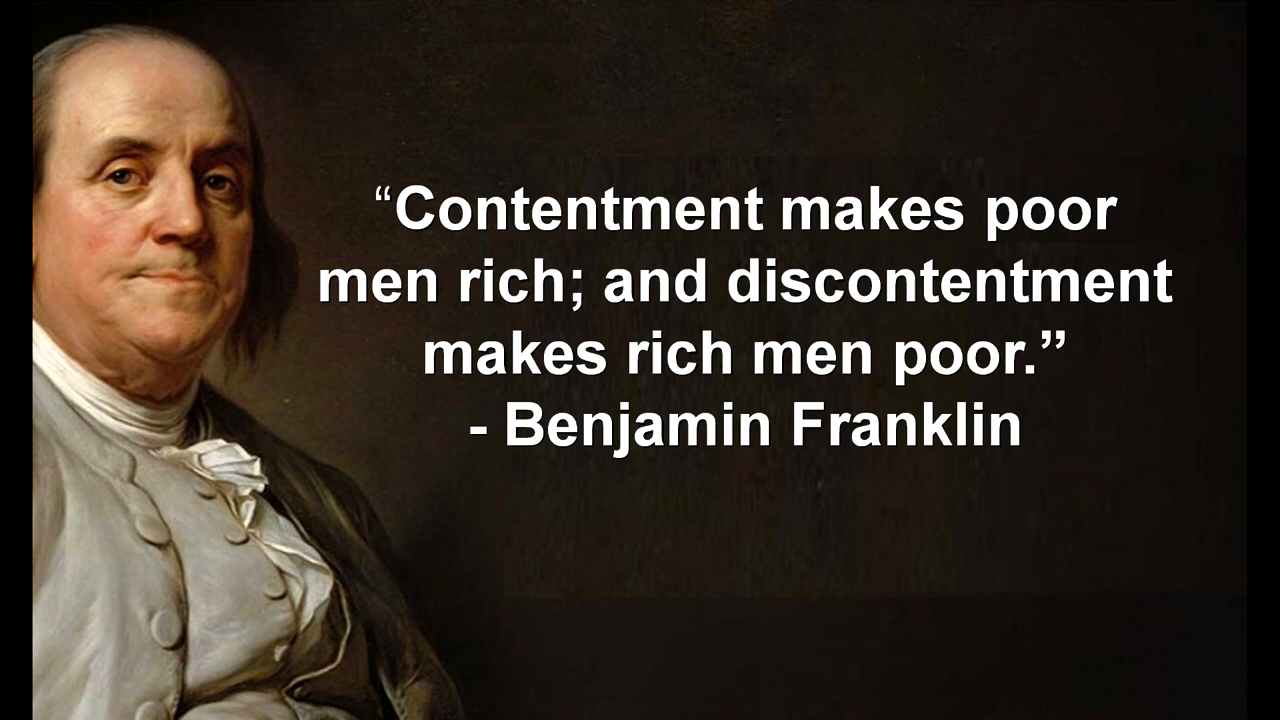 “Contentment makes poor
men rich; and discontentment
makes rich men poor.”
- Benjamin Franklin